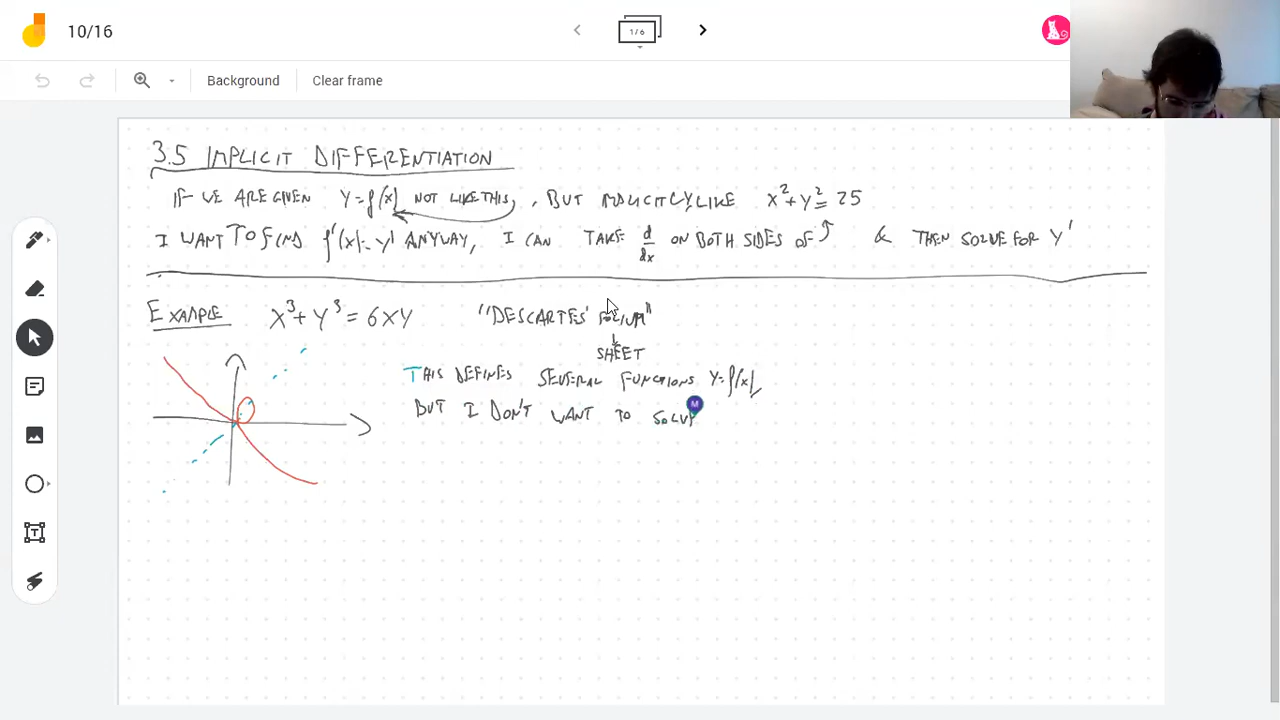 10/16
1/6
Background
Clear frame
3.5 IMPLICIT DIFFERENTIATION
IF WE ARE GIVEN Y=f(x) NOT LIKE THIS, BUT IMPLICITLY LIKE x²+y²=25
I WANT TO FIND f'(x)=y' ANYWAY, I CAN TAKE d/dx ON BOTH SIDES OF & THEN SOLVE FOR Y'
EXAMPLE X³+Y³=6XY "DESCARTES' FOLIUM"
SHEET
THIS DEFINES SEVERAL FUNCTIONS Y=f(x),
BUT I DON'T WANT TO SOLVE
M